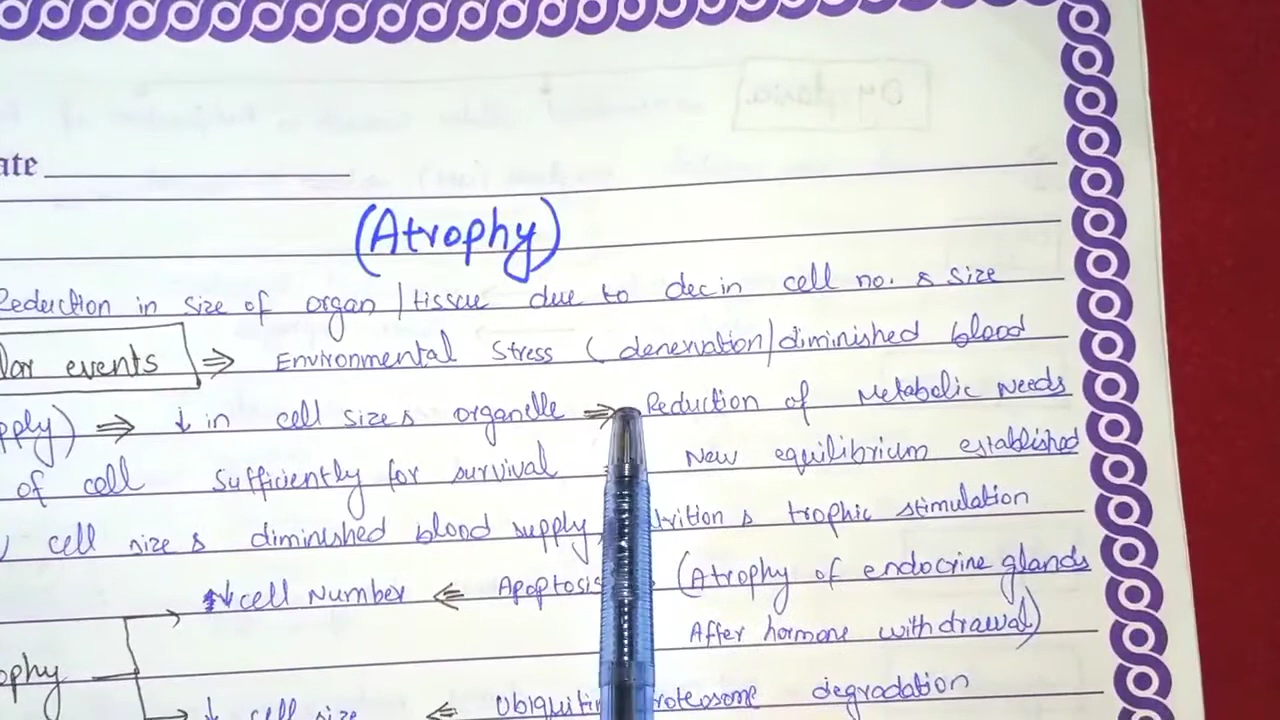 ate
(Atrophy)
Reduction in size of organ / tissue due to dec in cell no. & size
lar events ⇒ Environmental stress (denervation/diminished blood
pply) ⇒ ↓ in cell size & organelle ⇒ Reduction of Metabolic Needs
of cell sufficiently for survival New equilibrium established
cell size & diminished blood supply, trition & trophic stimulation
↓ cell Number ⇐ Apoptosis (Atrophy of endocrine glands
After hormone withdrawal)
ophy
↓ cell size ⇐ Ubiquitin roteosome degradation